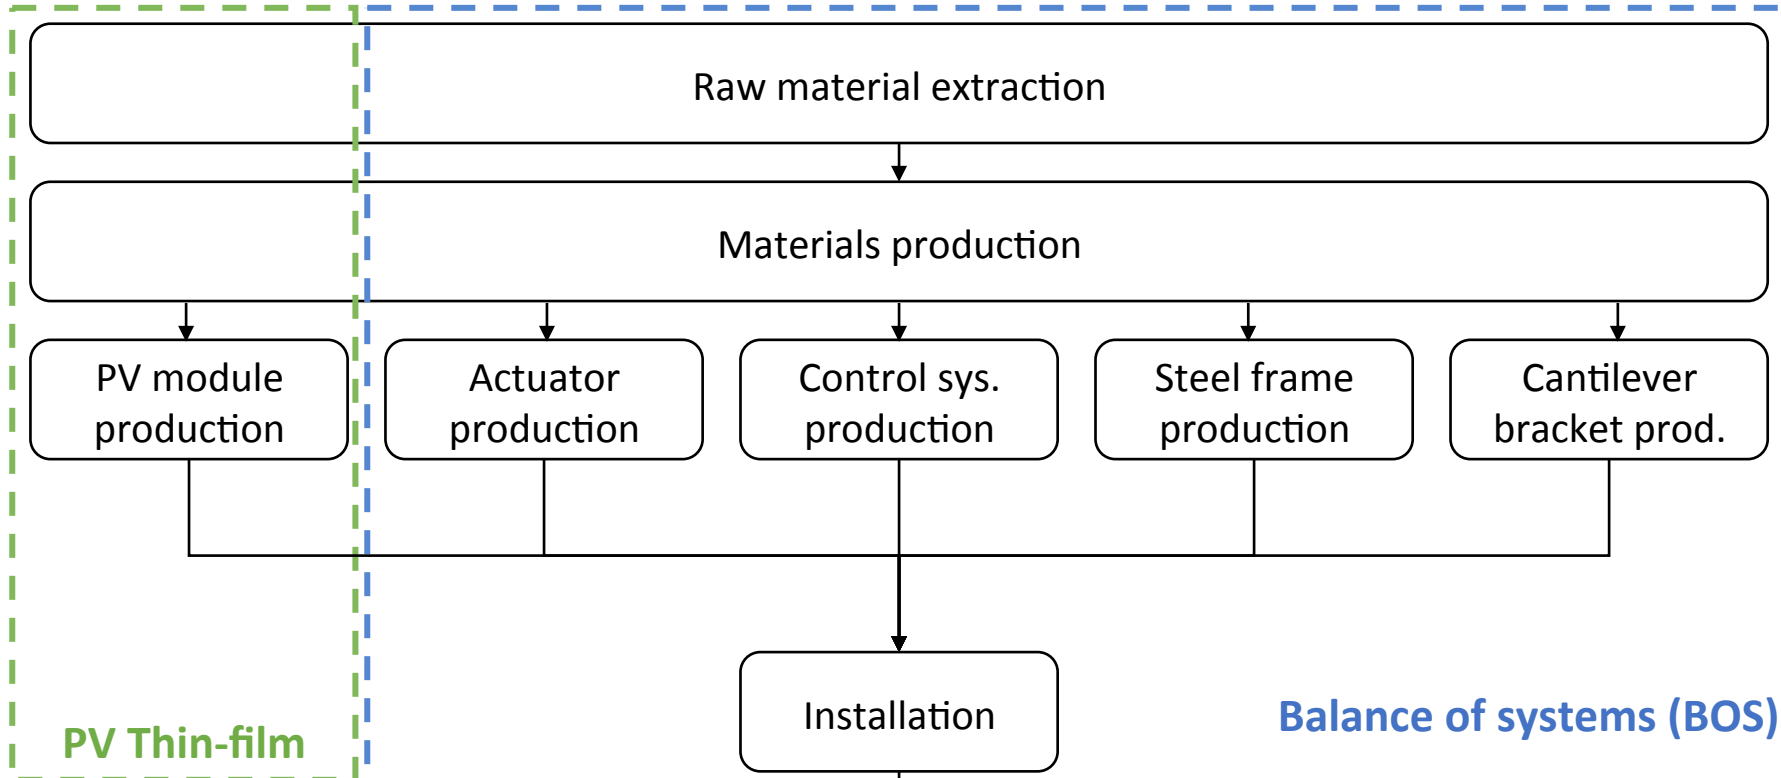 Raw material extraction
Materials production
PV module
production
Actuator
production
Control sys.
production
Steel frame
production
Cantilever
bracket prod.
Installation
PV Thin-film
Balance of systems (BOS)